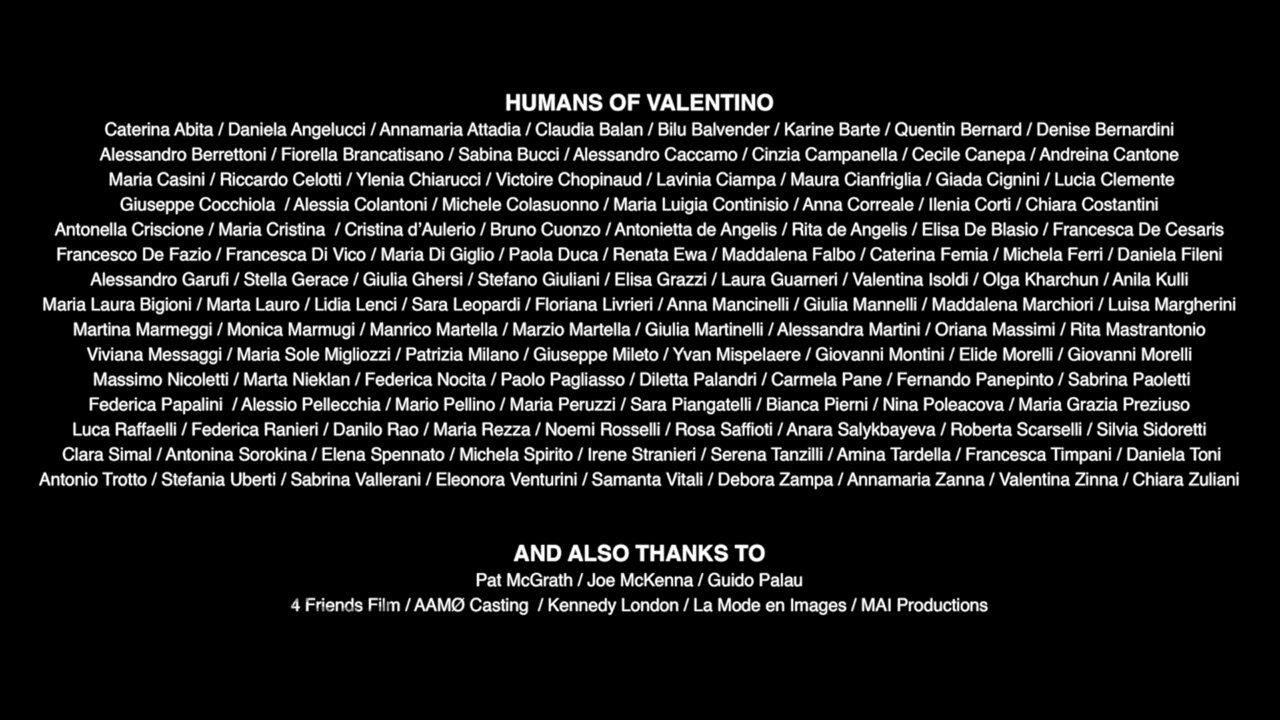 HUMANS OF VALENTINO
Caterina Abita / Daniela Angelucci / Annamaria Attadia / Claudia Balan / Bilu Balvender / Karine Barte / Quentin Bernard / Denise Bernardini
Alessandro Berrettoni / Fiorella Brancatisano / Sabina Bucci / Alessandro Caccamo / Cinzia Campanella / Cecile Canepa / Andreina Cantone
Maria Casini / Riccardo Celotti / Ylenia Chiarucci / Victoire Chopinaud / Lavinia Ciampa / Maura Cianfriglia / Giada Cignini / Lucia Clemente
Giuseppe Cocchiola  / Alessia Colantoni / Michele Colasuonno / Maria Luigia Continisio / Anna Correale / Ilenia Corti / Chiara Costantini
Antonella Criscione / Maria Cristina  / Cristina d’Aulerio / Bruno Cuonzo / Antonietta de Angelis / Rita de Angelis / Elisa De Blasio / Francesca De Cesaris
Francesco De Fazio / Francesca Di Vico / Maria Di Giglio / Paola Duca / Renata Ewa / Maddalena Falbo / Caterina Femia / Michela Ferri / Daniela Fileni
Alessandro Garufi / Stella Gerace / Giulia Ghersi / Stefano Giuliani / Elisa Grazzi / Laura Guarneri / Valentina Isoldi / Olga Kharchun / Anila Kulli
Maria Laura Bigioni / Marta Lauro / Lidia Lenci / Sara Leopardi / Floriana Livrieri / Anna Mancinelli / Giulia Mannelli / Maddalena Marchiori / Luisa Margherini
Martina Marmeggi / Monica Marmugi / Manrico Martella / Marzio Martella / Giulia Martinelli / Alessandra Martini / Oriana Massimi / Rita Mastrantonio
Viviana Messaggi / Maria Sole Migliozzi / Patrizia Milano / Giuseppe Mileto / Yvan Mispelaere / Giovanni Montini / Elide Morelli / Giovanni Morelli
Massimo Nicoletti / Marta Nieklan / Federica Nocita / Paolo Pagliasso / Diletta Palandri / Carmela Pane / Fernando Panepinto / Sabrina Paoletti
Federica Papalini  / Alessio Pellecchia / Mario Pellino / Maria Peruzzi / Sara Piangatelli / Bianca Pierni / Nina Poleacova / Maria Grazia Preziuso
Luca Raffaelli / Federica Ranieri / Danilo Rao / Maria Rezza / Noemi Rosselli / Rosa Saffioti / Anara Salykbayeva / Roberta Scarselli / Silvia Sidoretti
Clara Simal / Antonina Sorokina / Elena Spennato / Michela Spirito / Irene Stranieri / Serena Tanzilli / Amina Tardella / Francesca Timpani / Daniela Toni
Antonio Trotto / Stefania Uberti / Sabrina Vallerani / Eleonora Venturini / Samanta Vitali / Debora Zampa / Annamaria Zanna / Valentina Zinna / Chiara Zuliani
AND ALSO THANKS TO
Pat McGrath / Joe McKenna / Guido Palau
4 Friends Film / AAMØ Casting  / Kennedy London / La Mode en Images / MAI Productions